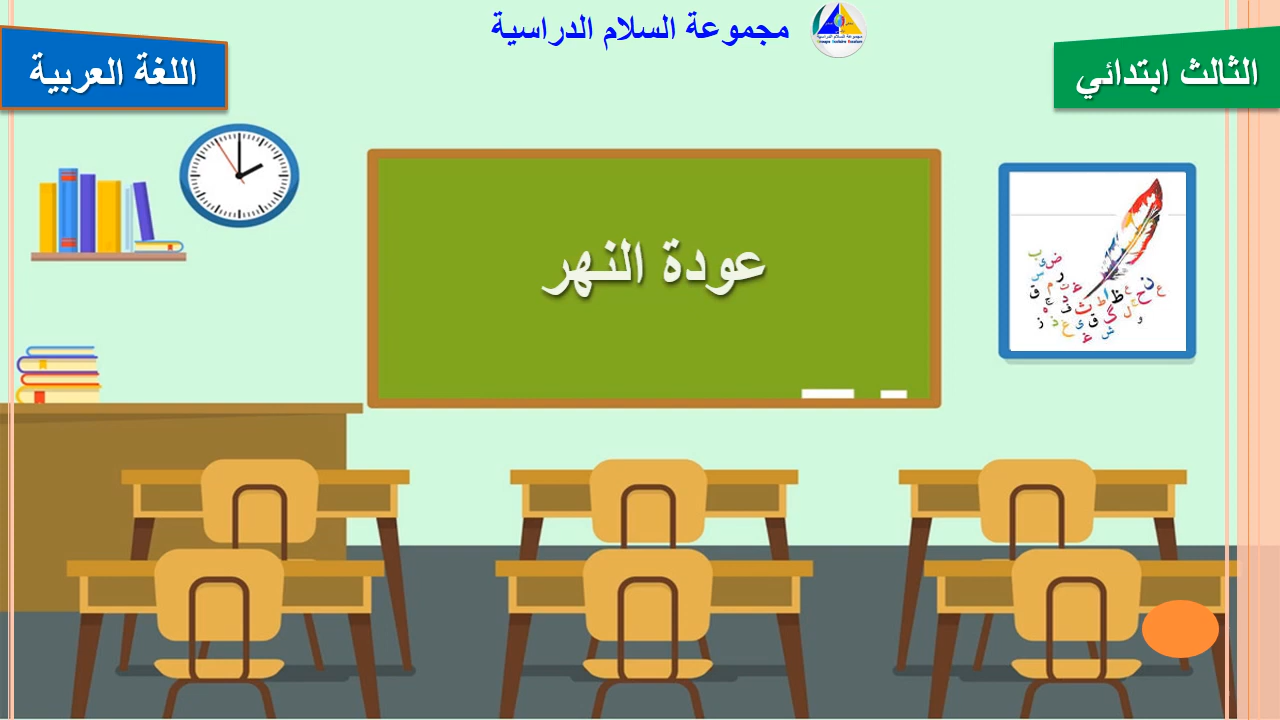 مجموعة السلام الدراسية
الثالث ابتدائي
اللغة العربية
عودة النهر